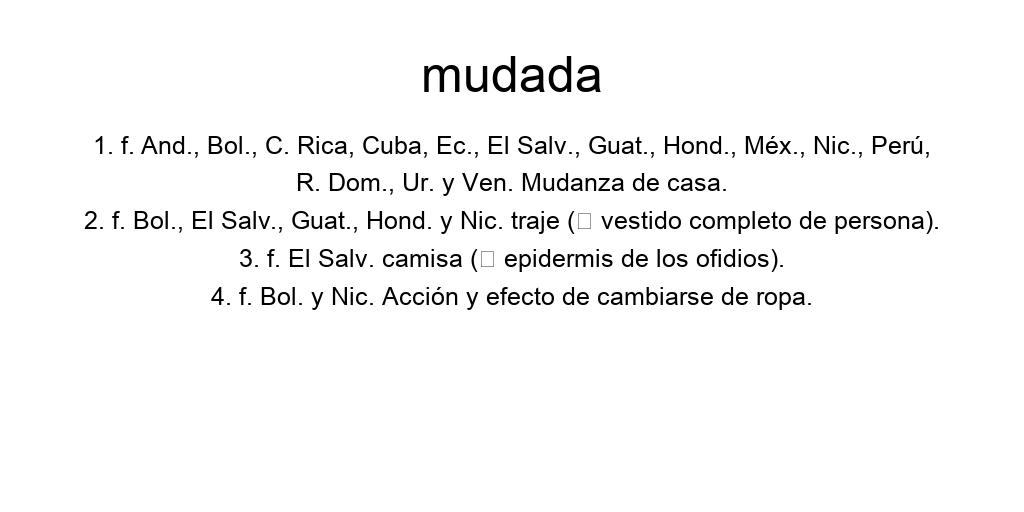 mudada
1. f. And., Bol., C. Rica, Cuba, Ec., El Salv., Guat., Hond., Méx., Nic., Perú,
R. Dom., Ur. y Ven. Mudanza de casa.
2. f. Bol., El Salv., Guat., Hond. y Nic. traje (▯ vestido completo de persona).
3. f. El Salv. camisa (▯ epidermis de los ofidios).
4. f. Bol. y Nic. Acción y efecto de cambiarse de ropa.